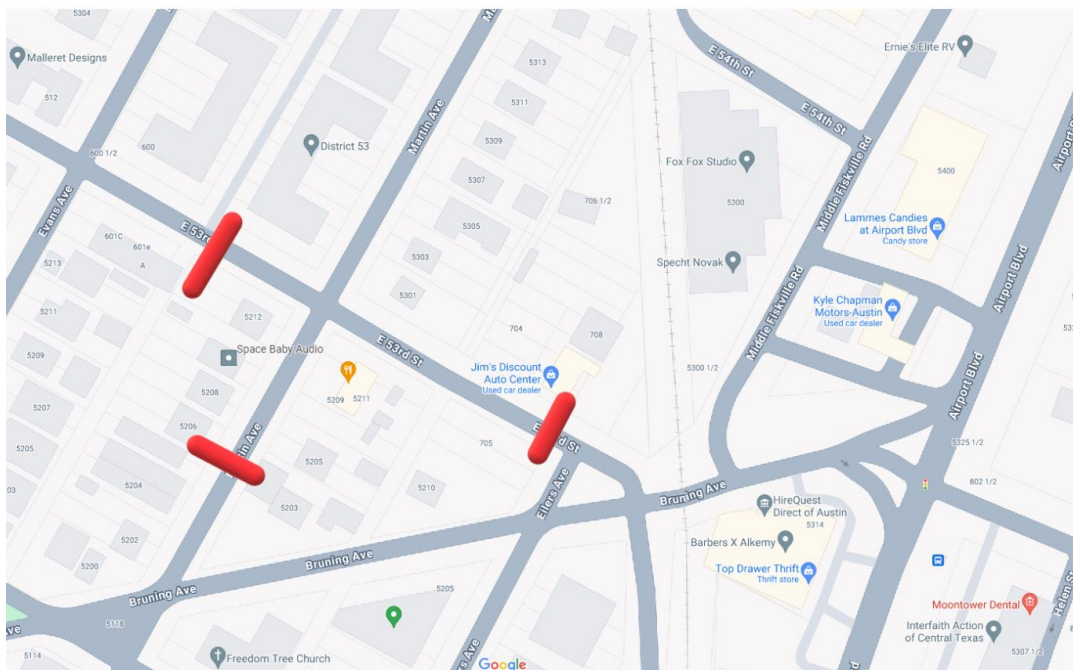 5304
Malleret Designs
512
600 1/2
600
District 53
Martin Ave
5313
5311
5309
5307
5305
5303
5301
706 1/2
704
708
E 54th St
E 54th St
Ernie's Elite RV
Fox Fox Studio
5300
Specht Novak
Middle Fiskville Rd
Middle Fiskville Rd
5400
Lammes Candies
at Airport Blvd
Candy store
Airport Blvd
Airport Blvd
Kyle Chapman
Motors-Austin
Used car dealer
Airport Blvd
Evans Ave
601C
601e
A
E 53rd
5213
5211
5212
5209
Space Baby Audio
5208
5207
5206
5205
5204
5202
5200
E 53rd St
Jim's Discount
Auto Center
Used car dealer
5300 1/2
5209
5211
705
5205
5210
5203
Eilers Ave
Bruning Ave
Bruning Ave
Bruning Ave
5325 1/2
802 1/2
HireQuest
Direct of Austin
5314
Barbers X Alkemy
Top Drawer Thrift
Thrift store
5205
5118
5114
Freedom Tree Church
Google
Moontower Dental
Interfaith Action
of Central Texas
5307 1/2
Helen St